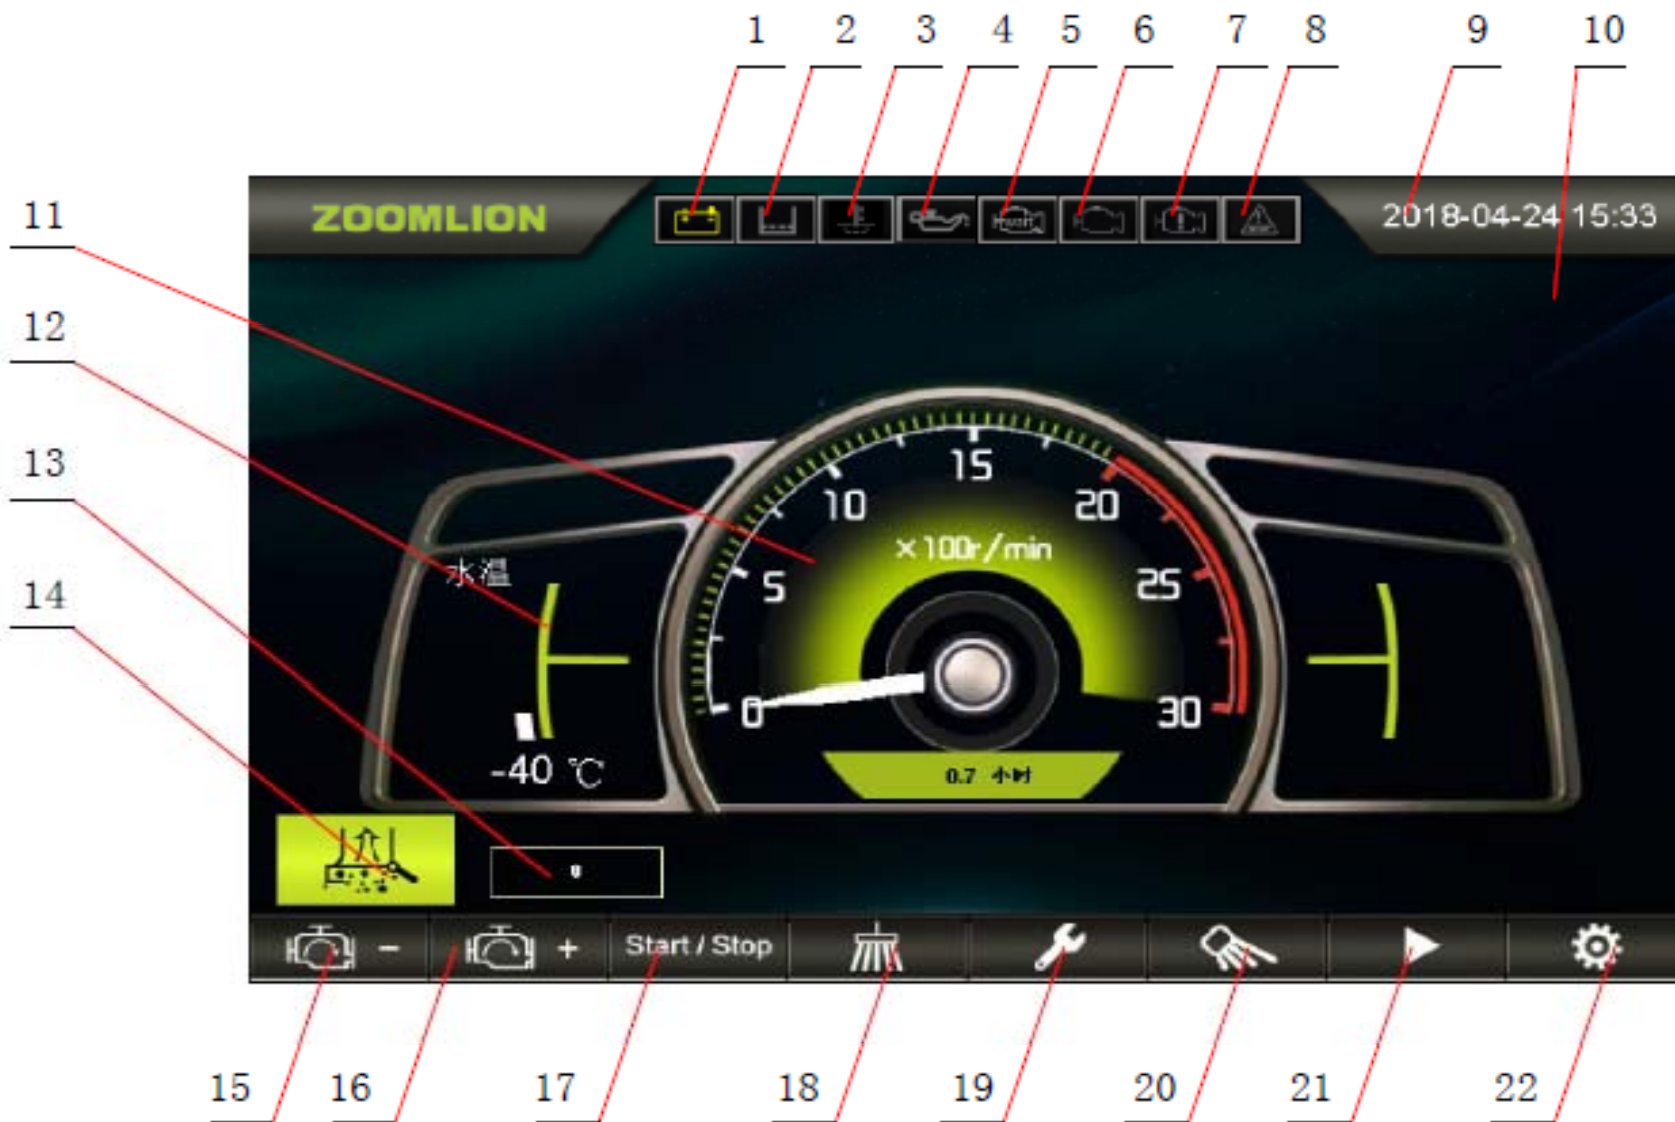 1 2 3 4 5 6 7 8 9 10
ZOOMLION
2018-04-24 15:33
11
12
13
14
0 5 10 15 20 25 30
×100r/min
水温
-40 ℃
0.7 小时
0
- + Start / Stop
15 16 17 18 19 20 21 22